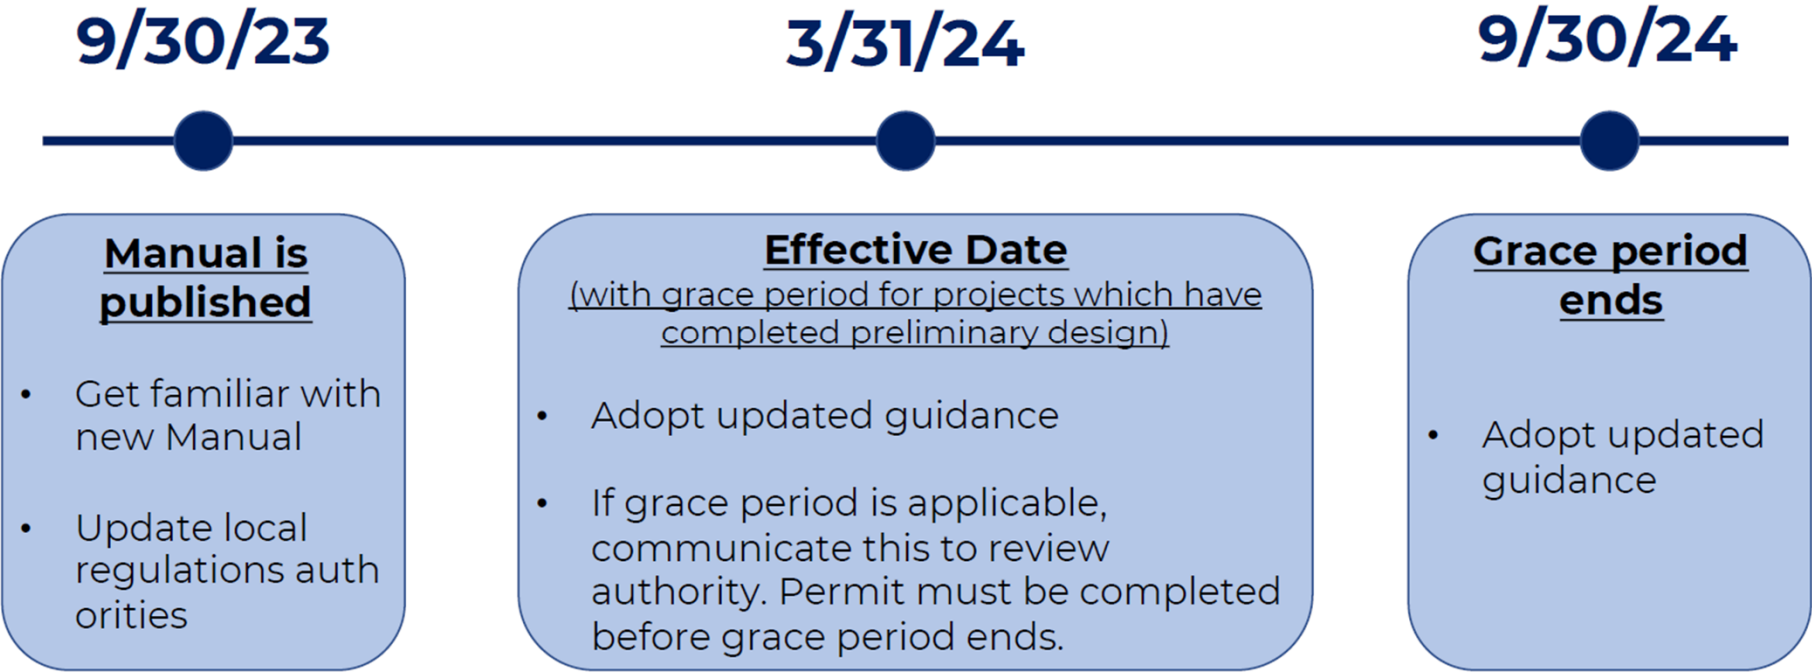 9/30/23
3/31/24
9/30/24
Manual is
published
• Get familiar with
new Manual
• Update local
regulations auth
orities
Effective Date
(with grace period for projects which have
completed preliminary design)
• Adopt updated guidance
• If grace period is applicable,
communicate this to review
authority. Permit must be completed
before grace period ends.
Grace period
ends
• Adopt updated
guidance